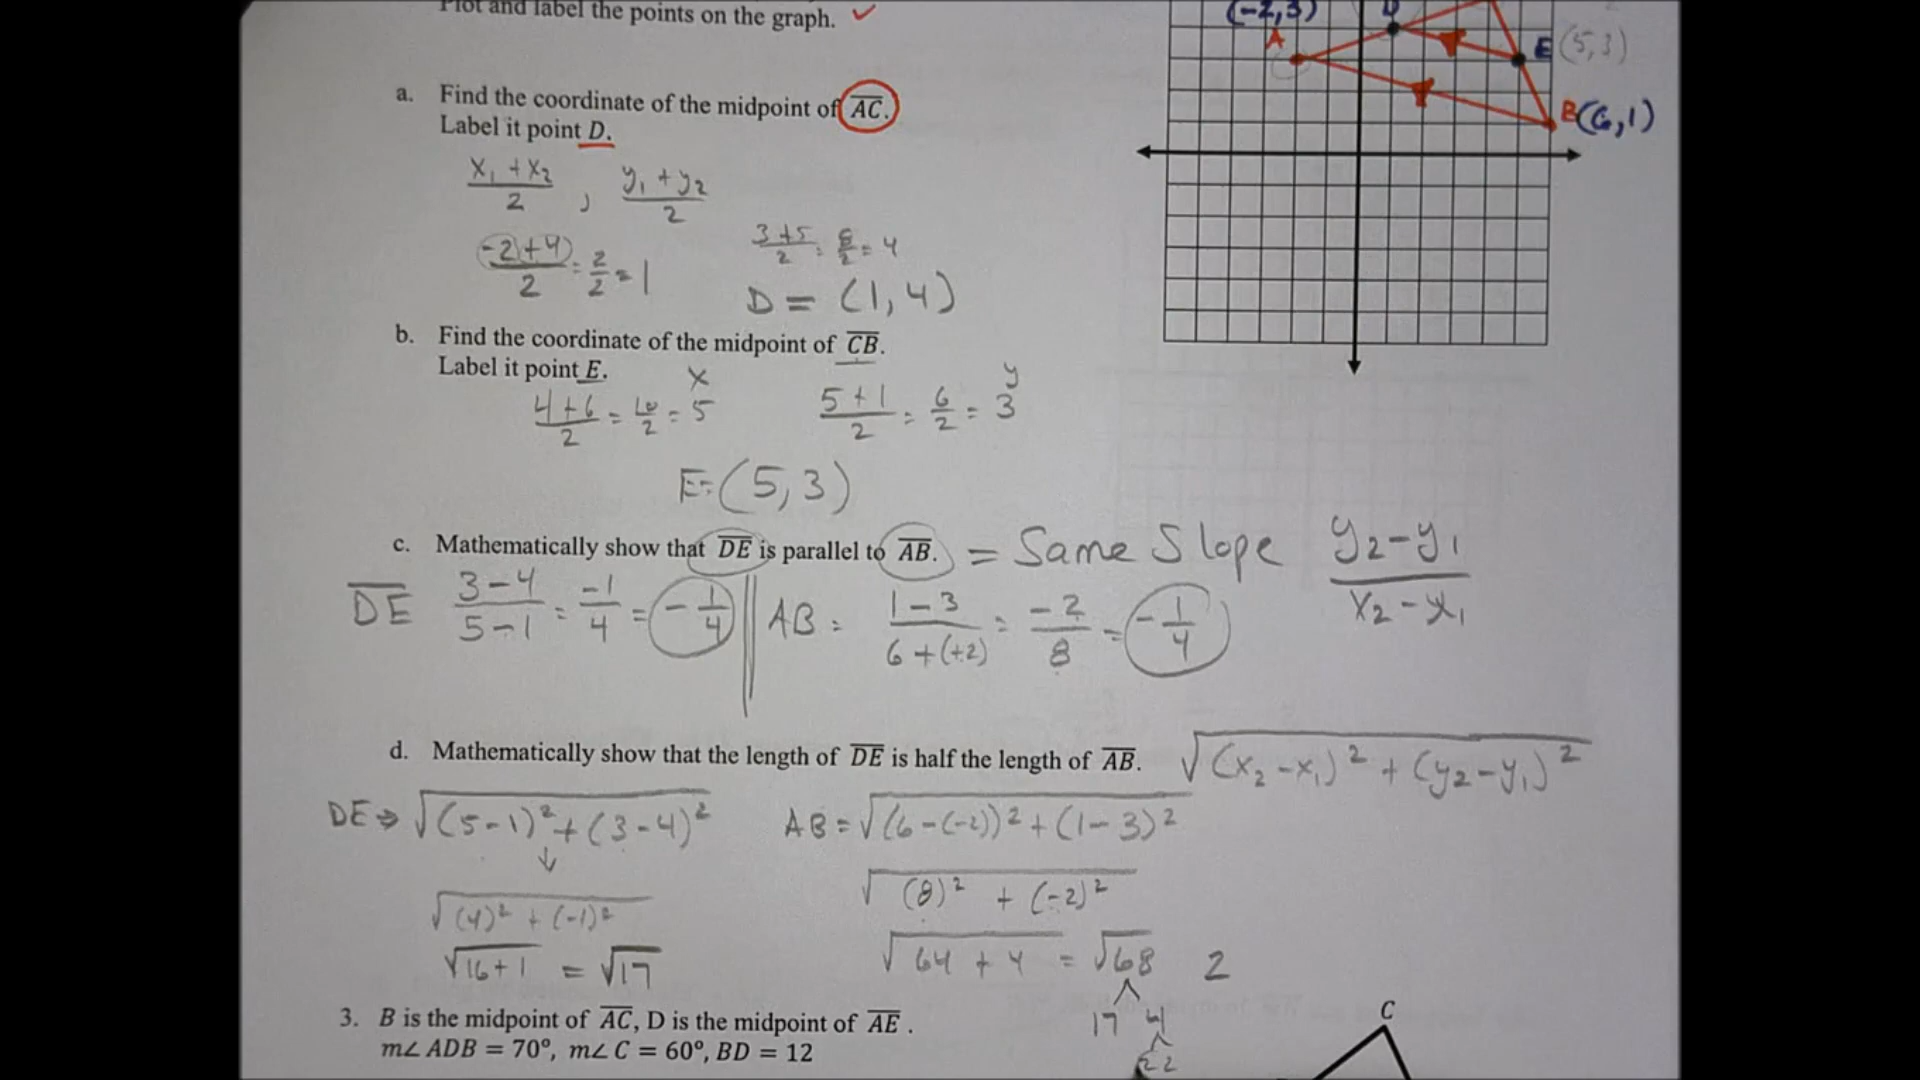 Plot and label the points on the graph. ✓
(-2,3)
D
A
E (5,3)
B(6,1)
a. Find the coordinate of the midpoint of AC.
Label it point D.
x₁ + x₂ / 2 , y₁ + y₂ / 2
-2+4 / 2 = 2/2 = 1
3+5 / 2 = 8/2 = 4
D = (1,4)
b. Find the coordinate of the midpoint of CB.
Label it point E.
x
4+6 / 2 = 10/2 = 5
y
5+1 / 2 = 6/2 = 3
E=(5,3)
c. Mathematically show that DE is parallel to AB. = Same Slope y₂-y₁ / x₂-x₁
DE 3-4 / 5-1 = -1/4 = -1/4
AB = 1-3 / 6+(+2) = -2/8 = -1/4
d. Mathematically show that the length of DE is half the length of AB. √(x₂-x₁)² + (y₂-y₁)²
DE → √(5-1)² + (3-4)²
AB = √(6-(-2))² + (1-3)²
√(4)² + (-1)²
√(8)² + (-2)²
√16+1 = √17
√64+4 = √68 2
17 4
2 2
3. B is the midpoint of AC, D is the midpoint of AE.
m∠ADB = 70°, m∠C = 60°, BD = 12
C